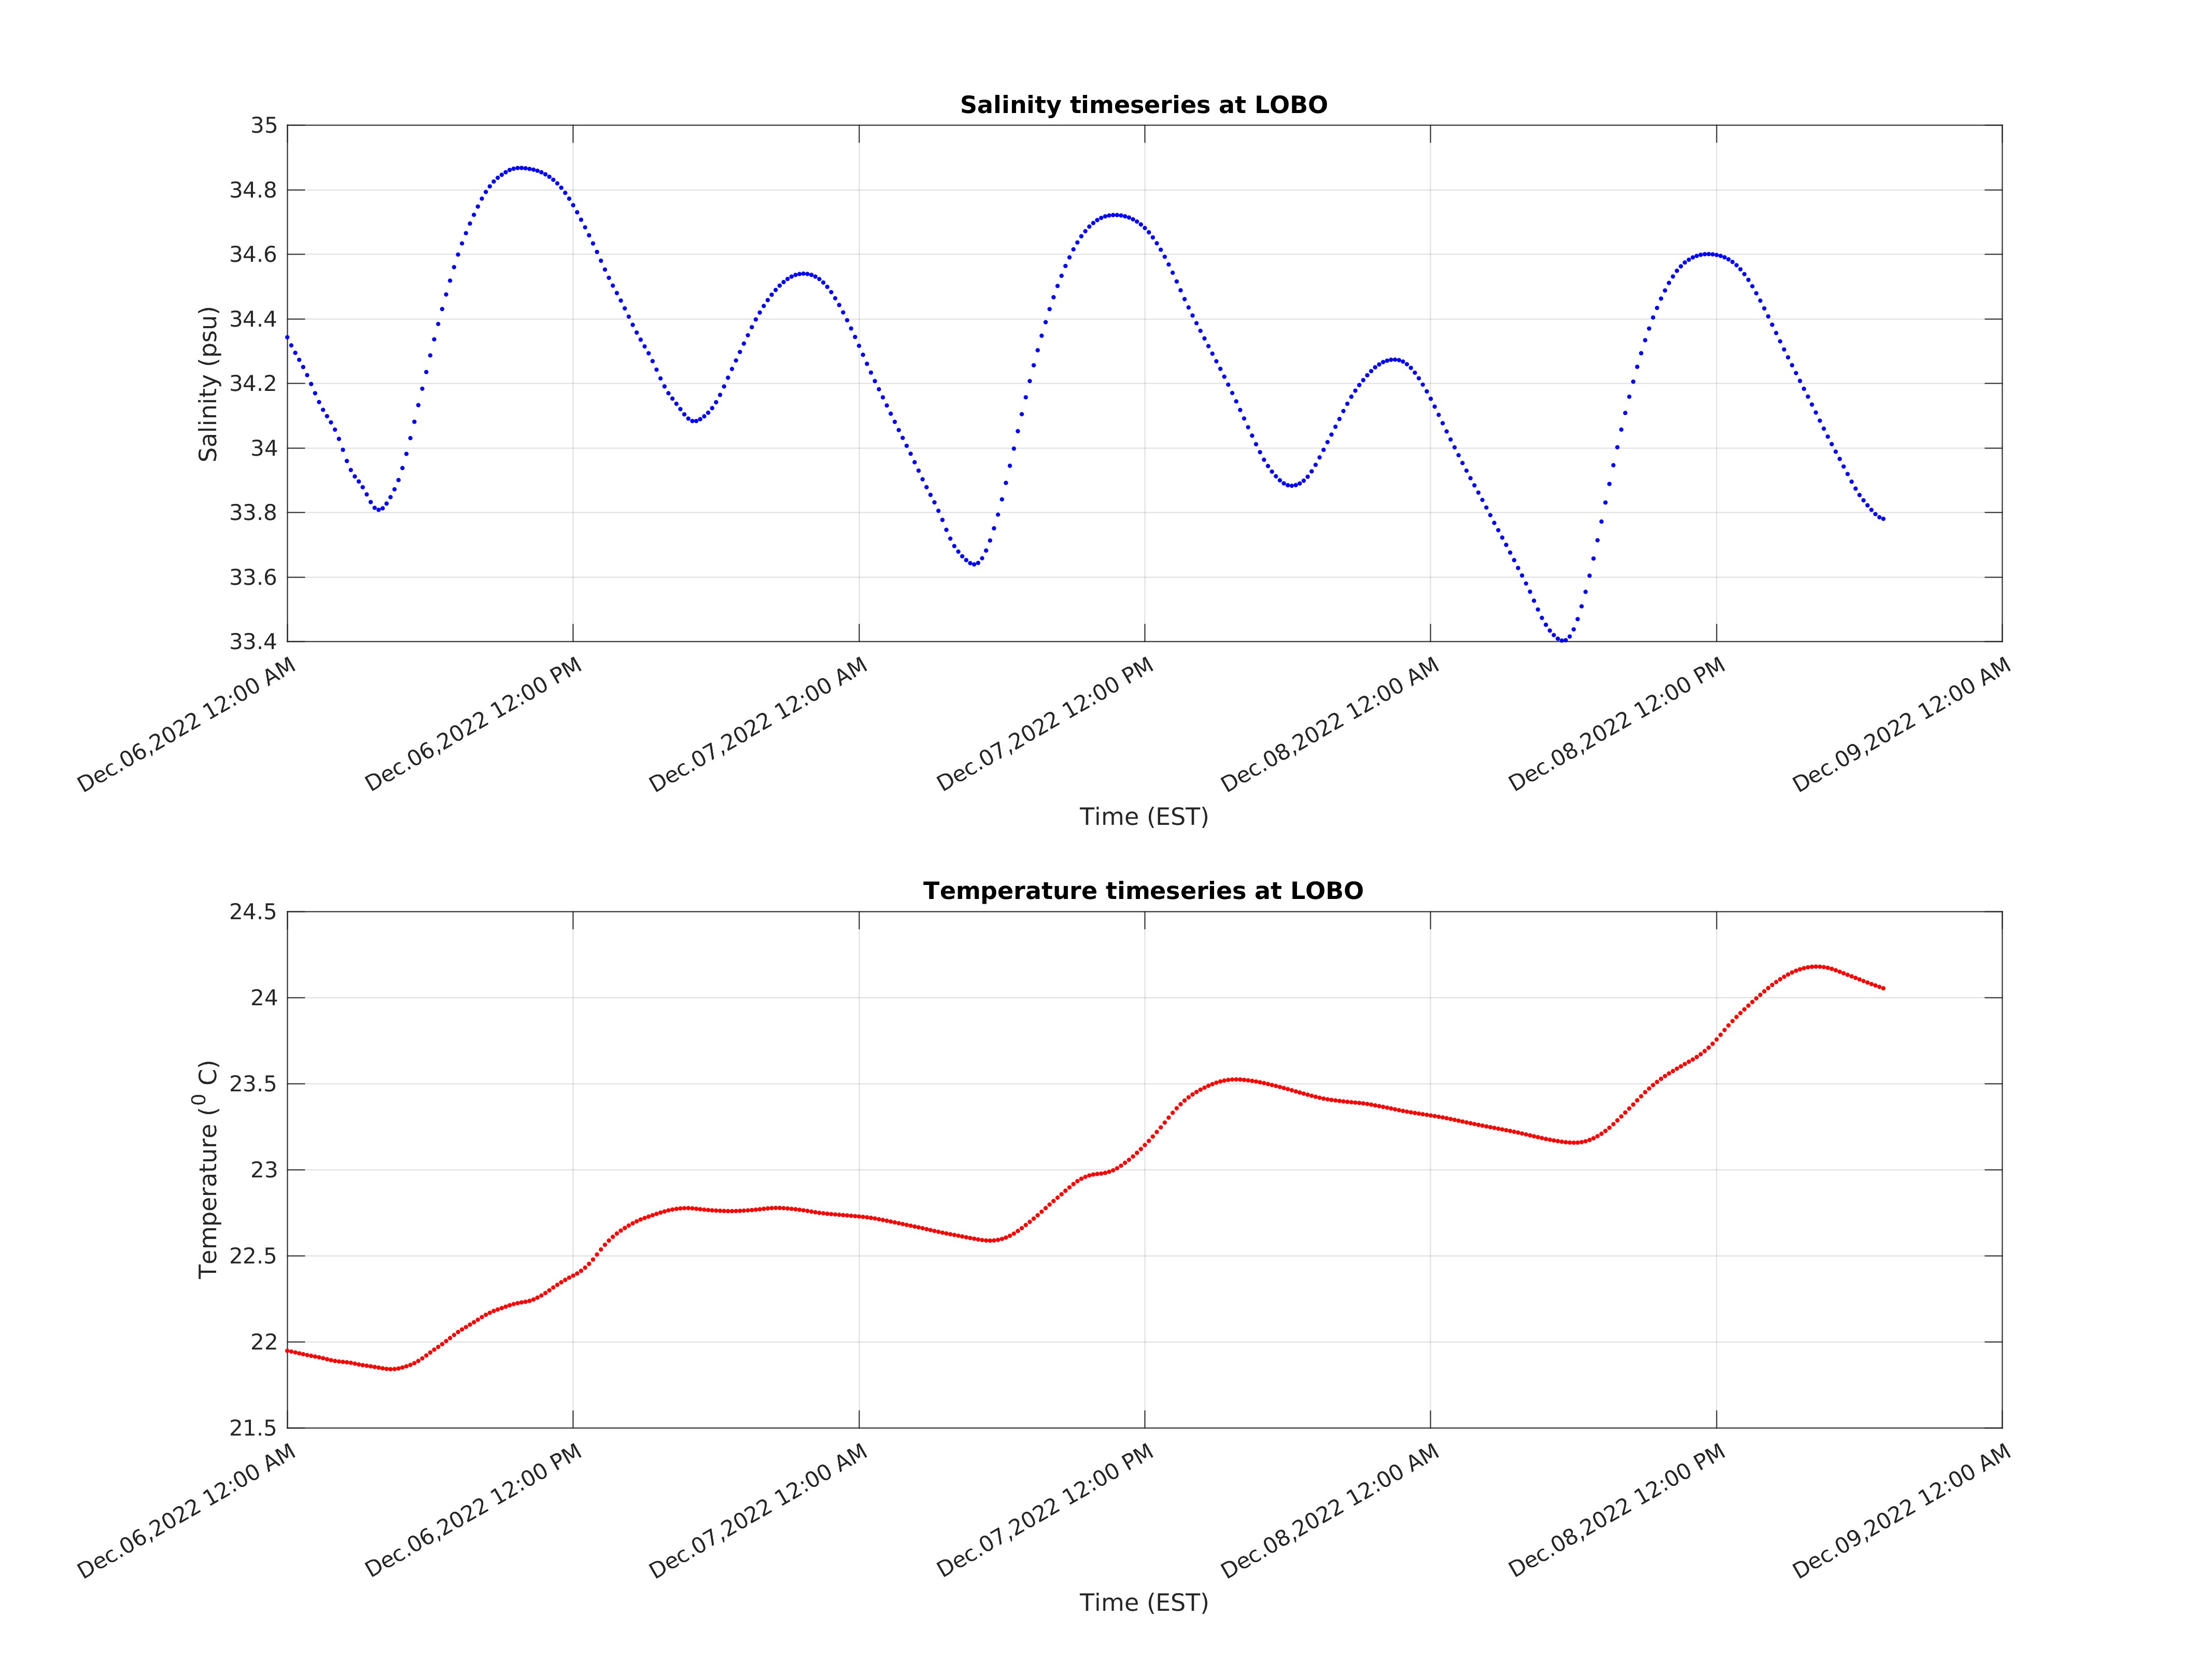 Salinity timeseries at LOBO
35
34.8
34.6
34.4
34.2
34
33.8
33.6
33.4
Salinity (psu)
Dec.06,2022 12:00 AM
Dec.06,2022 12:00 PM
Dec.07,2022 12:00 AM
Dec.07,2022 12:00 PM
Dec.08,2022 12:00 AM
Dec.08,2022 12:00 PM
Dec.09,2022 12:00 AM
Time (EST)
Temperature timeseries at LOBO
24.5
24
23.5
23
22.5
22
21.5
Temperature (⁰ C)
Dec.06,2022 12:00 AM
Dec.06,2022 12:00 PM
Dec.07,2022 12:00 AM
Dec.07,2022 12:00 PM
Dec.08,2022 12:00 AM
Dec.08,2022 12:00 PM
Dec.09,2022 12:00 AM
Time (EST)